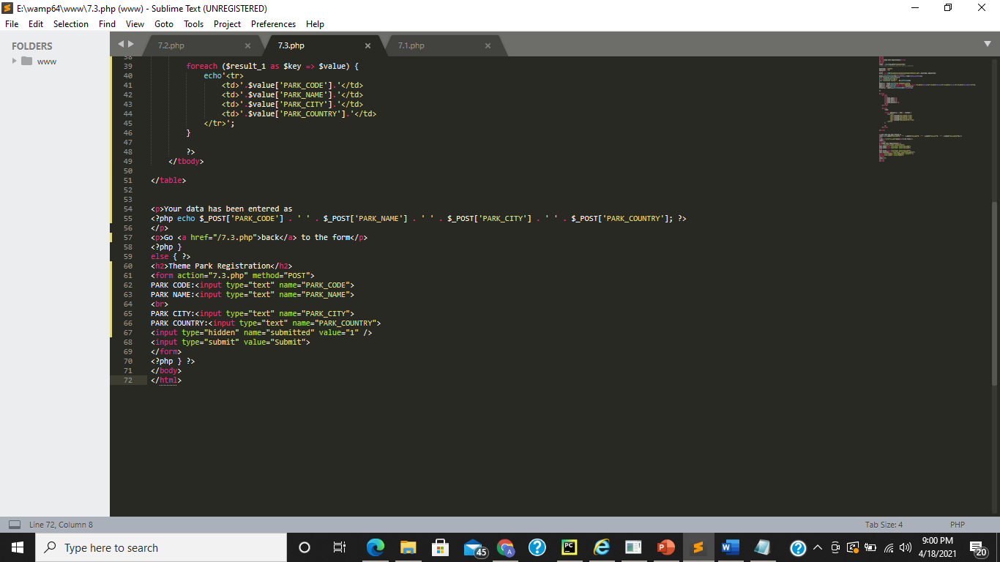 E:\wamp64\www\7.3.php (www) - Sublime Text (UNREGISTERED)
File Edit Selection Find View Goto Tools Project Preferences Help
FOLDERS
www
7.2.php × 7.3.php × 7.1.php ×
38
39 foreach ($result_1 as $key => $value) {
40 echo'<tr>
41 <td>'.$value['PARK_CODE'].'</td>
42 <td>'.$value['PARK_NAME'].'</td>
43 <td>'.$value['PARK_CITY'].'</td>
44 <td>'.$value['PARK_COUNTRY'].'</td>
45 </tr>';
46 }
47
48 ?>
49 </tbody>
50
51 </table>
52
53
54 <p>Your data has been entered as
55 <?php echo $_POST['PARK_CODE'] . ' ' . $_POST['PARK_NAME'] . ' ' . $_POST['PARK_CITY'] . ' ' . $_POST['PARK_COUNTRY']; ?>
56 </p>
57 <p>Go <a href="/7.3.php">back</a> to the form</p>
58 <?php }
59 else { ?>
60 <h2>Theme Park Registration</h2>
61 <form action="7.3.php" method="POST">
62 PARK CODE:<input type="text" name="PARK_CODE">
63 PARK NAME:<input type="text" name="PARK_NAME">
64 <br>
65 PARK CITY:<input type="text" name="PARK_CITY">
66 PARK COUNTRY:<input type="text" name="PARK_COUNTRY">
67 <input type="hidden" name="submitted" value="1" />
68 <input type="submit" value="Submit">
69 </form>
70 <?php } ?>
71 </body>
72 </html>
Line 72, Column 8 Tab Size: 4 PHP
Type here to search
45
A
PC
9:00 PM
4/18/2021
20